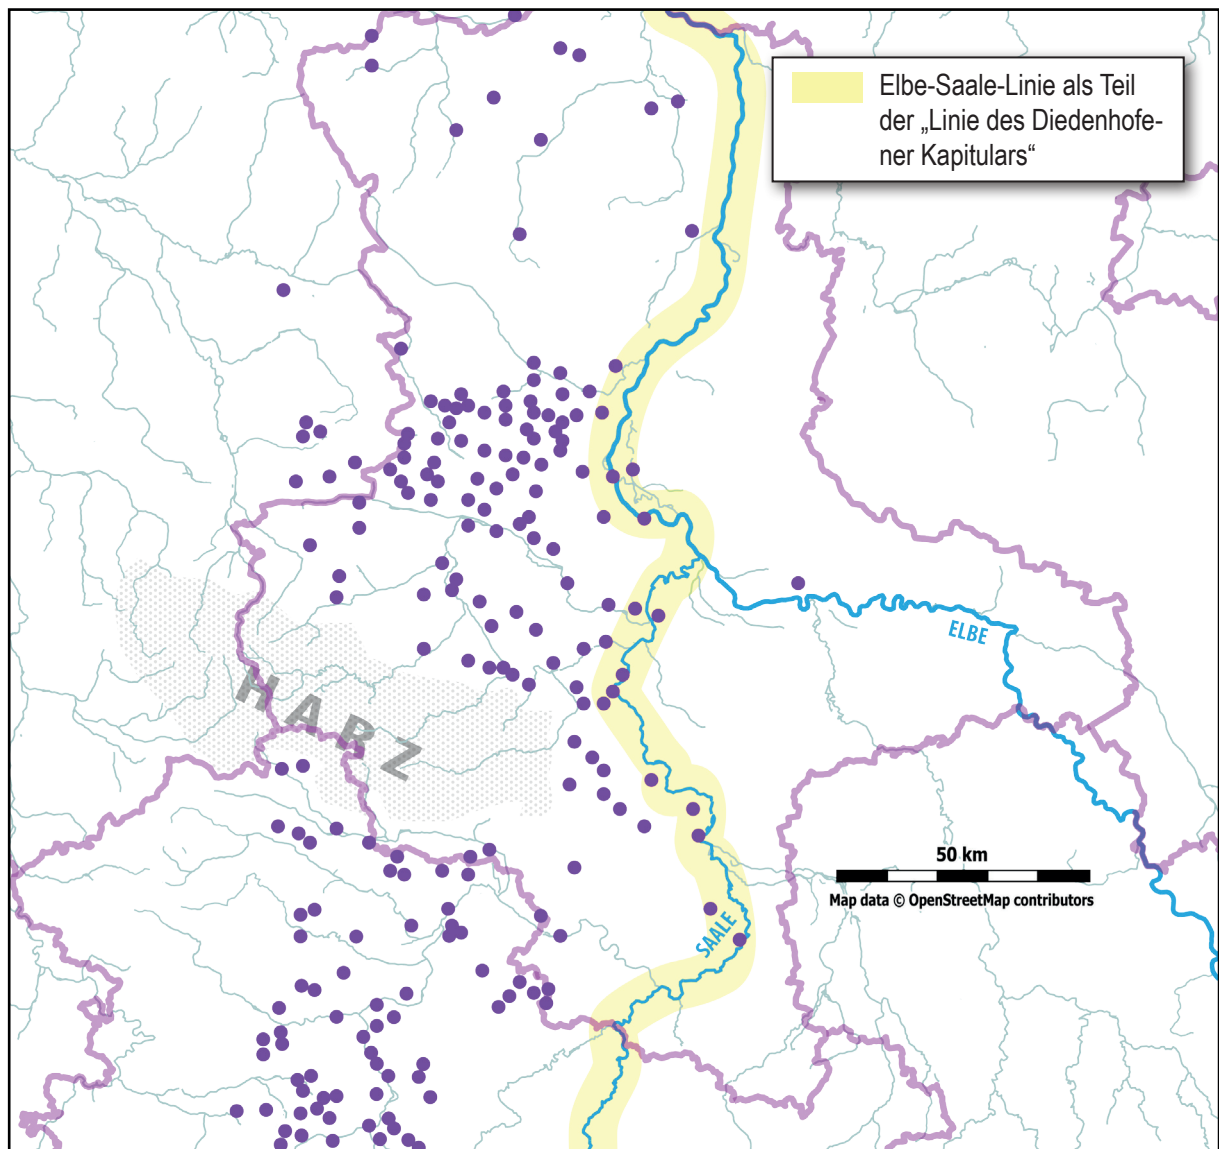 Elbe-Saale-Linie als Teil
der „Linie des Diedenhofe-
ner Kapitulars“
ELBE
HARZ
50 km
Map data © OpenStreetMap contributors
SAALE